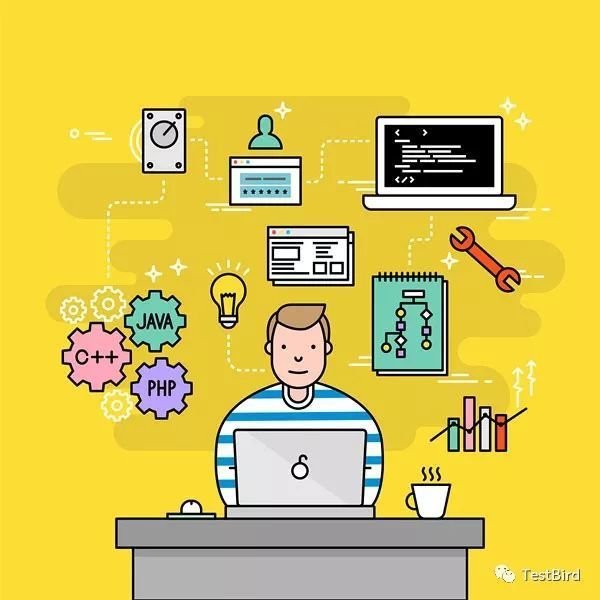 < >
</>
JAVA
C++
PHP
TestBird